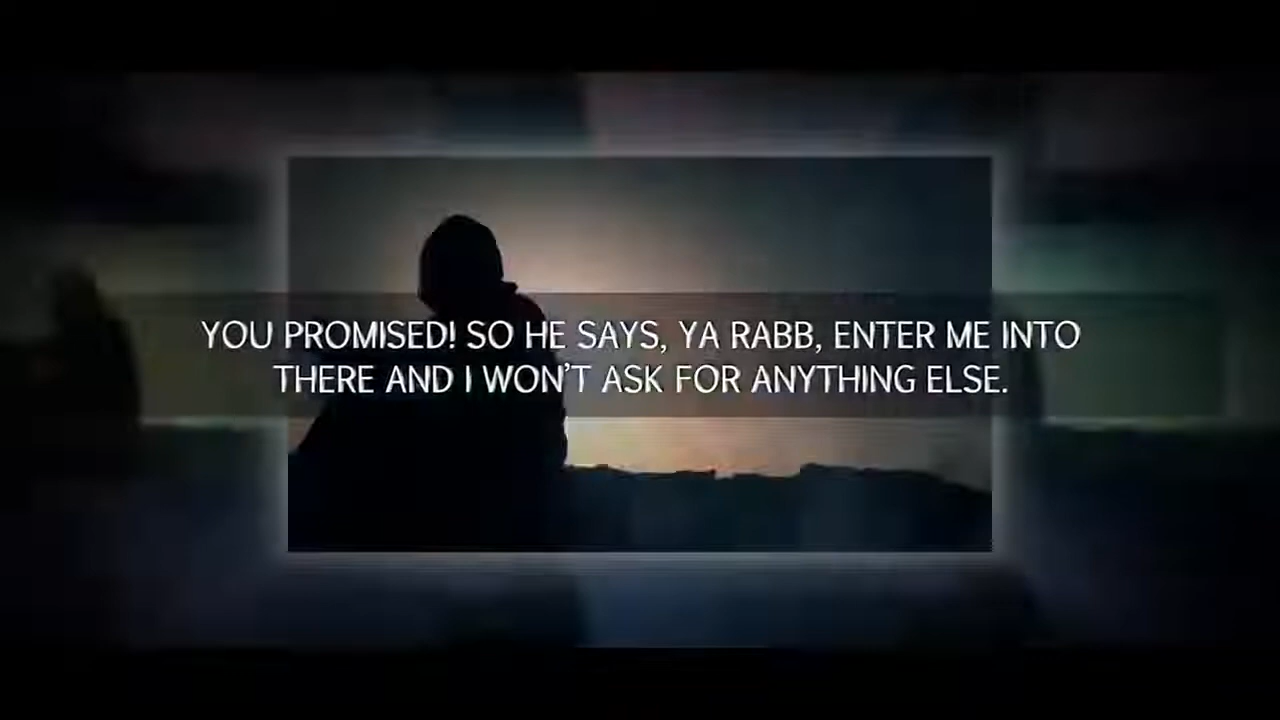 YOU PROMISED! SO HE SAYS, YA RABB, ENTER ME INTO
THERE AND I WON'T ASK FOR ANYTHING ELSE.